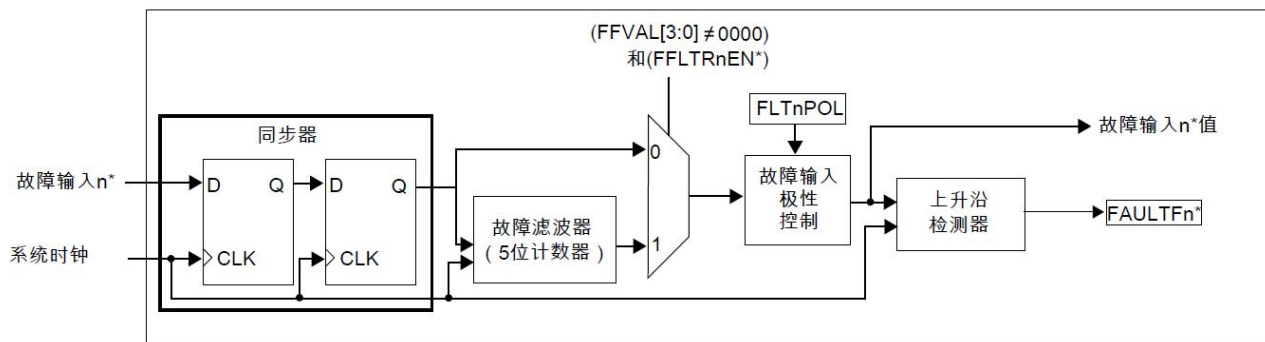 (FFVAL[3:0] ≠ 0000)
和(FFLTRnEN*)
FLTnPOL
同步器
故障输入n*值
0
故障输入n*
D
Q
D
Q
故障输入
极性
控制
上升沿
检测器
FAULTFn*
故障滤波器
(5位计数器)
1
系统时钟
CLK
CLK